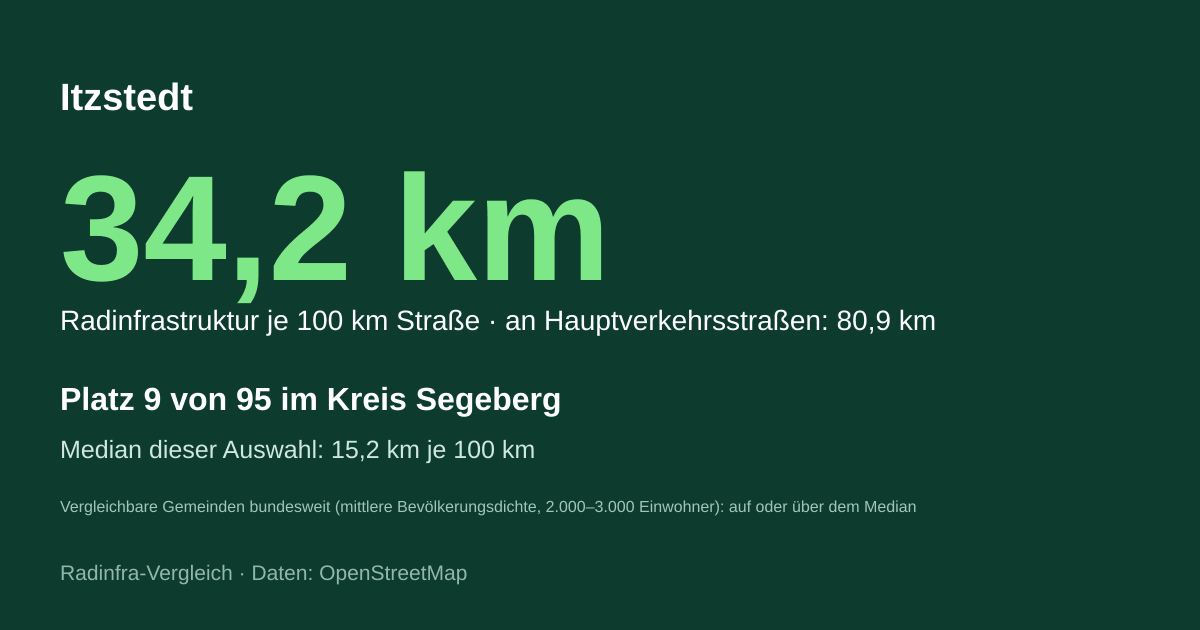 Itzstedt
34,2 km
Radinfrastruktur je 100 km Straße · an Hauptverkehrsstraßen: 80,9 km
Platz 9 von 95 im Kreis Segeberg
Median dieser Auswahl: 15,2 km je 100 km
Vergleichbare Gemeinden bundesweit (mittlere Bevölkerungsdichte, 2.000–3.000 Einwohner): auf oder über dem Median
Radinfra-Vergleich · Daten: OpenStreetMap